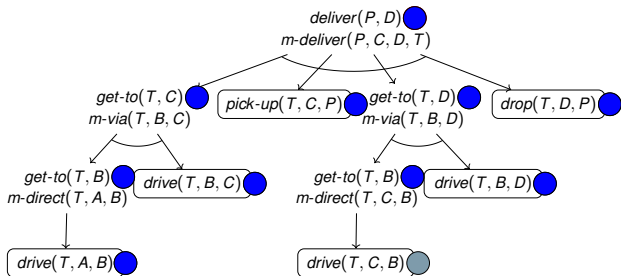 deliver(P, D)
m-deliver(P, C, D, T)
get-to(T, C)
m-via(T, B, C)
pick-up(T, C, P)
get-to(T, D)
m-via(T, B, D)
drop(T, D, P)
get-to(T, B)
m-direct(T, A, B)
drive(T, B, C)
get-to(T, B)
m-direct(T, C, B)
drive(T, B, D)
drive(T, A, B)
drive(T, C, B)